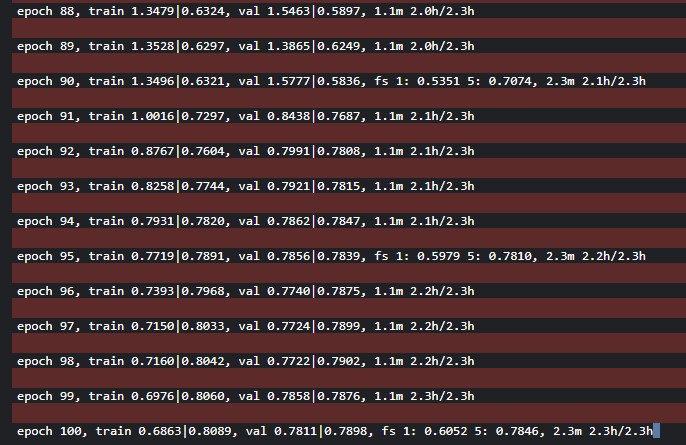 epoch 88, train 1.3479|0.6324, val 1.5463|0.5897, 1.1m 2.0h/2.3h
epoch 89, train 1.3528|0.6297, val 1.3865|0.6249, 1.1m 2.0h/2.3h
epoch 90, train 1.3496|0.6321, val 1.5777|0.5836, fs 1: 0.5351 5: 0.7074, 2.3m 2.1h/2.3h
epoch 91, train 1.0016|0.7297, val 0.8438|0.7687, 1.1m 2.1h/2.3h
epoch 92, train 0.8767|0.7604, val 0.7991|0.7808, 1.1m 2.1h/2.3h
epoch 93, train 0.8258|0.7744, val 0.7921|0.7815, 1.1m 2.1h/2.3h
epoch 94, train 0.7931|0.7820, val 0.7862|0.7847, 1.1m 2.1h/2.3h
epoch 95, train 0.7719|0.7891, val 0.7856|0.7839, fs 1: 0.5979 5: 0.7810, 2.3m 2.2h/2.3h
epoch 96, train 0.7393|0.7968, val 0.7740|0.7875, 1.1m 2.2h/2.3h
epoch 97, train 0.7150|0.8033, val 0.7724|0.7899, 1.1m 2.2h/2.3h
epoch 98, train 0.7160|0.8042, val 0.7722|0.7902, 1.1m 2.2h/2.3h
epoch 99, train 0.6976|0.8060, val 0.7858|0.7876, 1.1m 2.3h/2.3h
epoch 100, train 0.6863|0.8089, val 0.7811|0.7898, fs 1: 0.6052 5: 0.7846, 2.3m 2.3h/2.3h